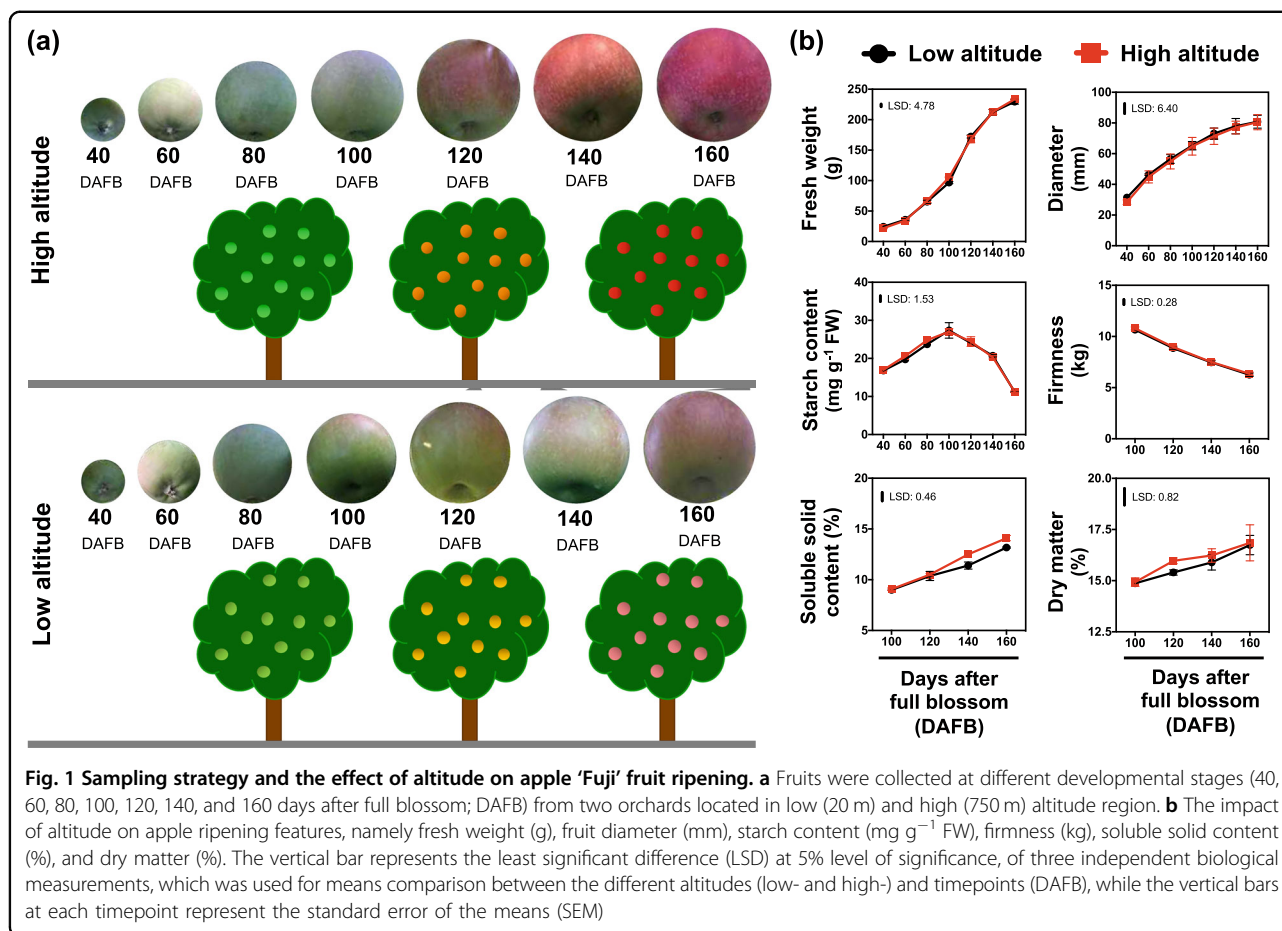 (a)
High altitude
40 60 80 100 120 140 160
DAFB DAFB DAFB DAFB DAFB DAFB DAFB
Low altitude
40 60 80 100 120 140 160
DAFB DAFB DAFB DAFB DAFB DAFB DAFB
(b) Low altitude High altitude
Fresh weight
(g)
250
200
150
100
50
0
LSD: 4.78
40 60 80 100 120 140 160
Diameter
(mm)
100
80
60
40
20
0
LSD: 6.40
40 60 80 100 120 140 160
Starch content
(mg g⁻¹ FW)
40
30
20
10
0
LSD: 1.53
40 60 80 100 120 140 160
Firmness
(kg)
15
10
5
0
LSD: 0.28
100 120 140 160
Soluble solid
content (%)
20
15
10
5
LSD: 0.46
100 120 140 160
Days after
full blossom
(DAFB)
Dry matter
(%)
20.0
17.5
15.0
12.5
LSD: 0.82
100 120 140 160
Days after
full blossom
(DAFB)
Fig. 1 Sampling strategy and the effect of altitude on apple ‘Fuji’ fruit ripening. a Fruits were collected at different developmental stages (40,
60, 80, 100, 120, 140, and 160 days after full blossom; DAFB) from two orchards located in low (20 m) and high (750 m) altitude region. b The impact
of altitude on apple ripening features, namely fresh weight (g), fruit diameter (mm), starch content (mg g⁻¹ FW), firmness (kg), soluble solid content
(%), and dry matter (%). The vertical bar represents the least significant difference (LSD) at 5% level of significance, of three independent biological
measurements, which was used for means comparison between the different altitudes (low- and high-) and timepoints (DAFB), while the vertical bars
at each timepoint represent the standard error of the means (SEM)